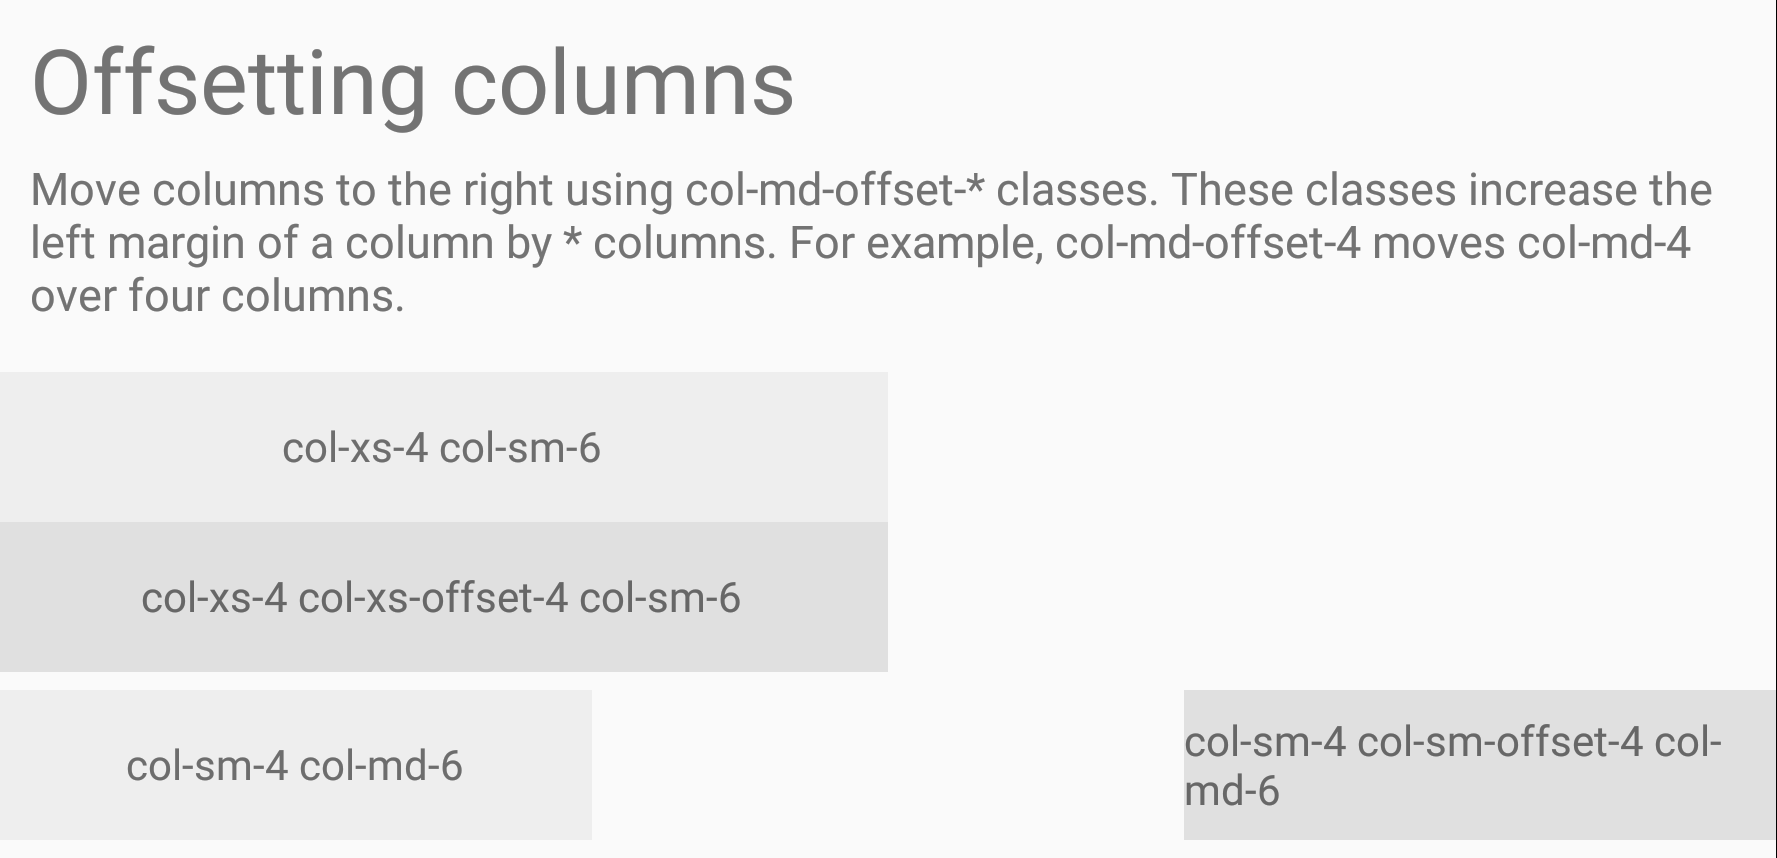 Offsetting columns
Move columns to the right using col-md-offset-* classes. These classes increase the
left margin of a column by * columns. For example, col-md-offset-4 moves col-md-4
over four columns.
col-xs-4 col-sm-6
col-xs-4 col-xs-offset-4 col-sm-6
col-sm-4 col-md-6
col-sm-4 col-sm-offset-4 col-
md-6